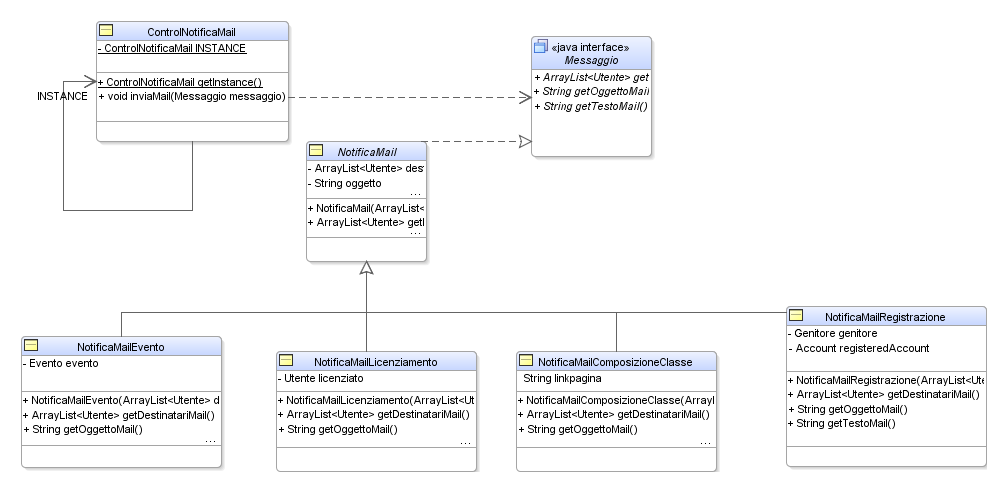 ControlNotificaMail
- ControlNotificaMail INSTANCE
+ ControlNotificaMail getInstance()
+ void inviaMail(Messaggio messaggio)
INSTANCE
«java interface»
Messaggio
+ ArrayList<Utente> get
+ String getOggettoMail
+ String getTestoMail()
NotificaMail
- ArrayList<Utente> des
- String oggetto
...
+ NotificaMail(ArrayList<
+ ArrayList<Utente> get
...
NotificaMailEvento
- Evento evento
+ NotificaMailEvento(ArrayList<Utente> d
+ ArrayList<Utente> getDestinatariMail()
+ String getOggettoMail()
...
NotificaMailLicenziamento
- Utente licenziato
+ NotificaMailLicenziamento(ArrayList<Ut
+ ArrayList<Utente> getDestinatariMail()
+ String getOggettoMail()
...
NotificaMailComposizioneClasse
String linkpagina
+ NotificaMailComposizioneClasse(Array
+ ArrayList<Utente> getDestinatariMail()
+ String getOggettoMail()
...
NotificaMailRegistrazione
- Genitore genitore
- Account registeredAccount
+ NotificaMailRegistrazione(ArrayList<Ute
+ ArrayList<Utente> getDestinatariMail()
+ String getOggettoMail()
+ String getTestoMail()